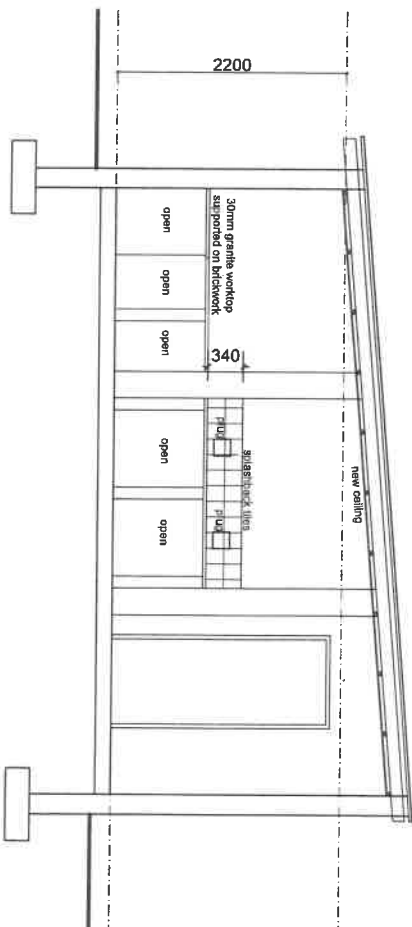 2200
30mm granite worktop
supported on brickwork
open
open
open
340
splashback tiles
plug
plug
open
open
new ceiling